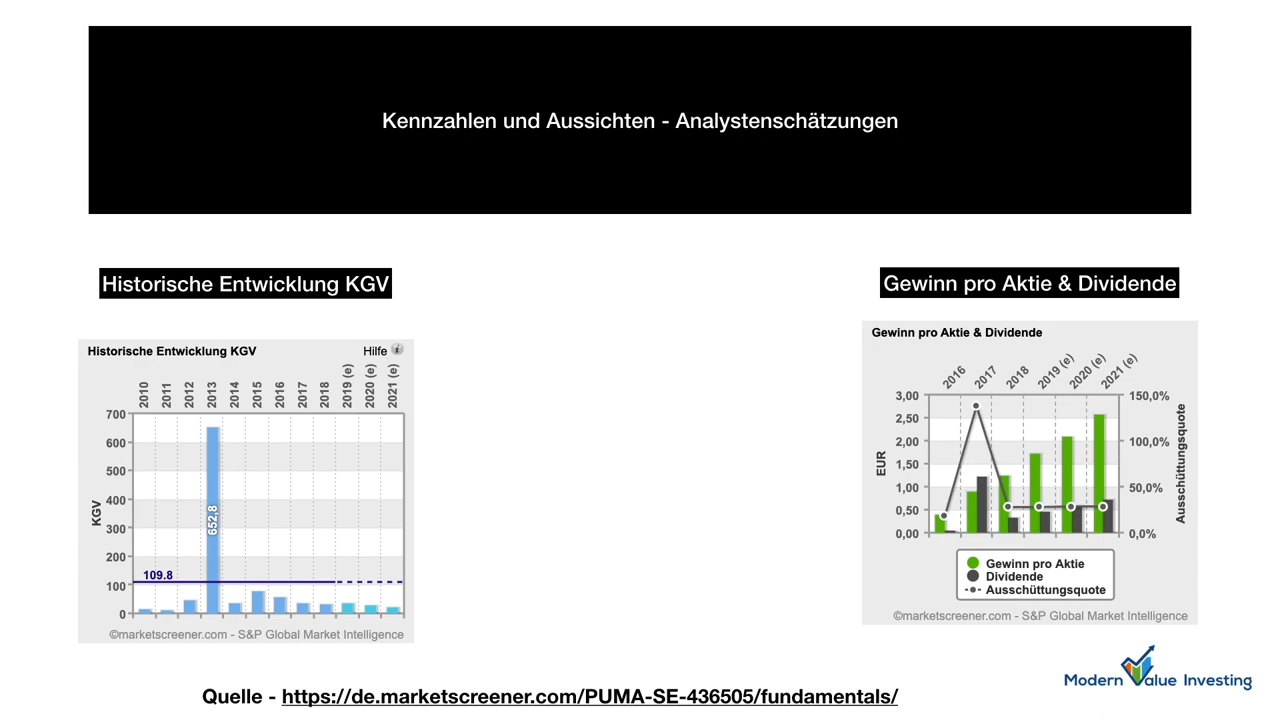 Kennzahlen und Aussichten - Analystenschätzungen
Historische Entwicklung KGV
Historische Entwicklung KGV
Hilfe
2010
2011
2012
2013
2014
2015
2016
2017
2018
2019 (e)
2020 (e)
2021 (e)
700
600
500
400
300
200
100
0
KGV
652,8
109.8
©marketscreener.com - S&P Global Market Intelligence
Gewinn pro Aktie & Dividende
Gewinn pro Aktie & Dividende
2016
2017
2018
2019 (e)
2020 (e)
2021 (e)
3,00
2,50
2,00
1,50
1,00
0,50
0,00
EUR
150,0%
100,0%
50,0%
0,0%
Ausschüttungsquote
Gewinn pro Aktie
Dividende
Ausschüttungsquote
©marketscreener.com - S&P Global Market Intelligence
Modern Value Investing
Quelle - https://de.marketscreener.com/PUMA-SE-436505/fundamentals/